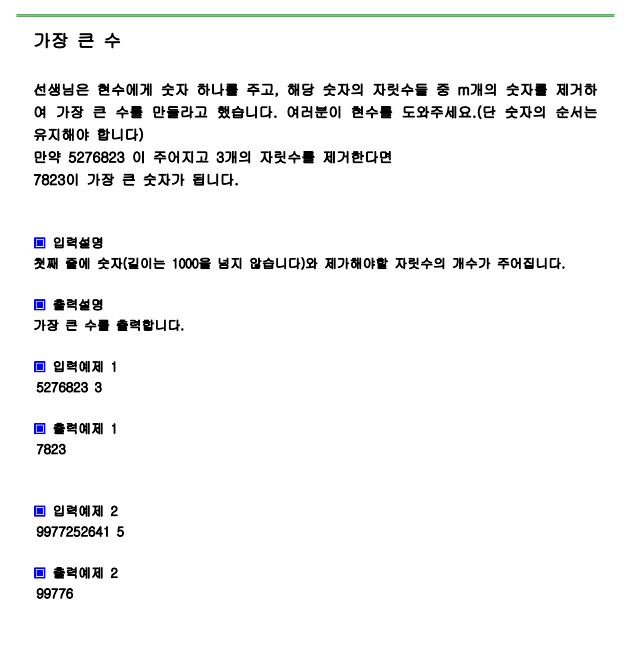 가장 큰 수
선생님은 현수에게 숫자 하나를 주고, 해당 숫자의 자릿수들 중 m개의 숫자를 제거하
여 가장 큰 수를 만들라고 했습니다. 여러분이 현수를 도와주세요.(단 숫자의 순서는
유지해야 합니다)
만약 5276823 이 주어지고 3개의 자릿수를 제거한다면
7823이 가장 큰 숫자가 됩니다.
▣ 입력설명
첫째 줄에 숫자(길이는 1000을 넘지 않습니다)와 제가해야할 자릿수의 개수가 주어집니다.
▣ 출력설명
가장 큰 수를 출력합니다.
▣ 입력예제 1
5276823 3
▣ 출력예제 1
7823
▣ 입력예제 2
9977252641 5
▣ 출력예제 2
99776